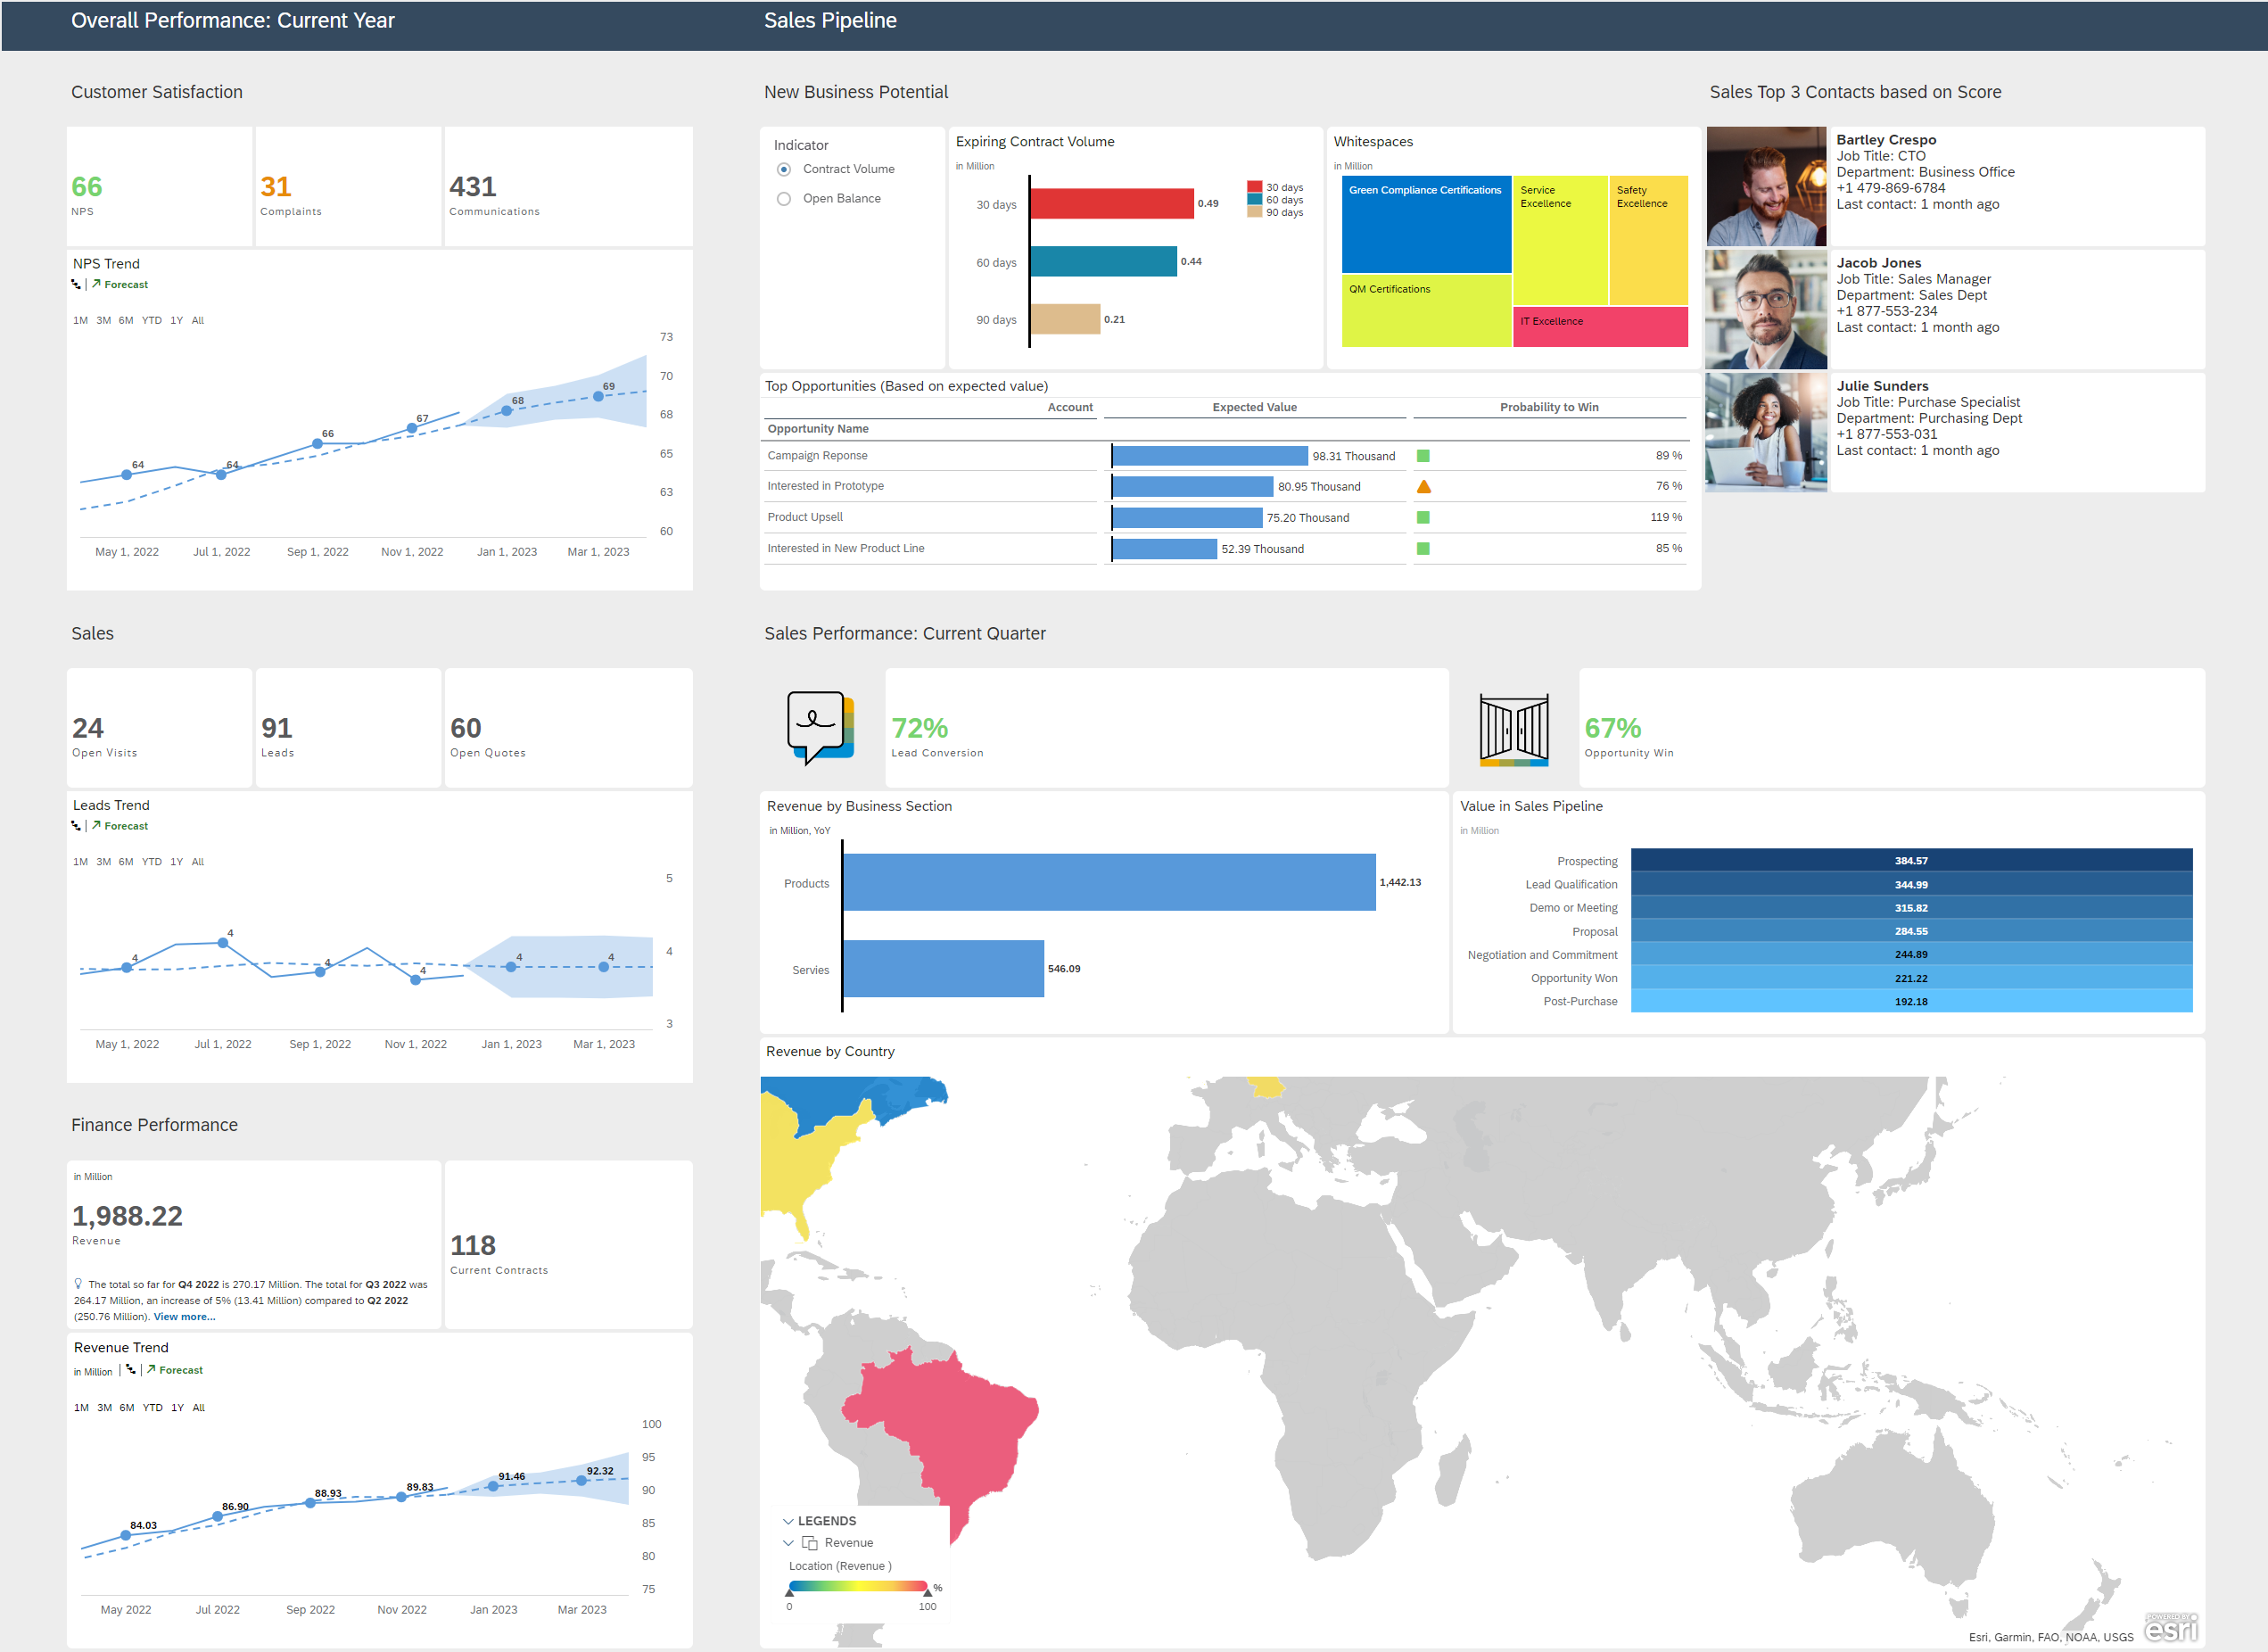 Overall Performance: Current Year
Sales Pipeline
Customer Satisfaction
66
NPS
31
Complaints
431
Communications
NPS Trend
Forecast
1M 3M 6M YTD 1Y All
73
70
68
65
63
60
64
64
66
67
68
69
May 1, 2022
Jul 1, 2022
Sep 1, 2022
Nov 1, 2022
Jan 1, 2023
Mar 1, 2023
New Business Potential
Indicator
Contract Volume
Open Balance
Expiring Contract Volume
in Million
30 days
0.49
60 days
0.44
90 days
0.21
30 days
60 days
90 days
Whitespaces
in Million
Green Compliance Certifications
Service
Excellence
Safety
Excellence
QM Certifications
IT Excellence
Top Opportunities (Based on expected value)
Account
Expected Value
Probability to Win
Opportunity Name
Campaign Reponse
98.31 Thousand
89 %
Interested in Prototype
80.95 Thousand
76 %
Product Upsell
75.20 Thousand
119 %
Interested in New Product Line
52.39 Thousand
85 %
Sales Top 3 Contacts based on Score
Bartley Crespo
Job Title: CTO
Department: Business Office
+1 479-869-6784
Last contact: 1 month ago
Jacob Jones
Job Title: Sales Manager
Department: Sales Dept
+1 877-553-234
Last contact: 1 month ago
Julie Sunders
Job Title: Purchase Specialist
Department: Purchasing Dept
+1 877-553-031
Last contact: 1 month ago
Sales
24
Open Visits
91
Leads
60
Open Quotes
Leads Trend
Forecast
1M 3M 6M YTD 1Y All
5
4
3
4
4
4
4
4
4
May 1, 2022
Jul 1, 2022
Sep 1, 2022
Nov 1, 2022
Jan 1, 2023
Mar 1, 2023
Sales Performance: Current Quarter
72%
Lead Conversion
67%
Opportunity Win
Revenue by Business Section
in Million, YoY
Products
1,442.13
Servies
546.09
Value in Sales Pipeline
in Million
Prospecting
384.57
Lead Qualification
344.99
Demo or Meeting
315.82
Proposal
284.55
Negotiation and Commitment
244.89
Opportunity Won
221.22
Post-Purchase
192.18
Finance Performance
in Million
1,988.22
Revenue
The total so far for Q4 2022 is 270.17 Million. The total for Q3 2022 was
264.17 Million, an increase of 5% (13.41 Million) compared to Q2 2022
(250.76 Million). View more...
118
Current Contracts
Revenue Trend
in Million
Forecast
1M 3M 6M YTD 1Y All
100
95
90
85
80
75
84.03
86.90
88.93
89.83
91.46
92.32
May 2022
Jul 2022
Sep 2022
Nov 2022
Jan 2023
Mar 2023
Revenue by Country
LEGENDS
Revenue
Location (Revenue )
%
0
100
Esri, Garmin, FAO, NOAA, USGS
POWERED BY
esri